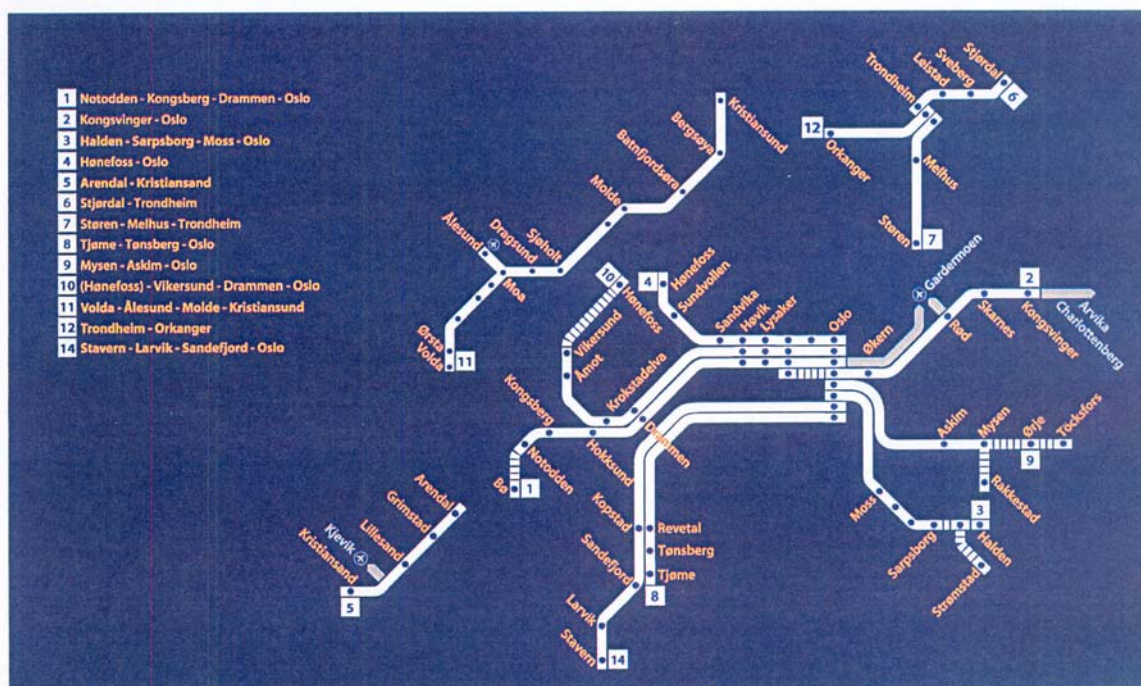 1 Notodden - Kongsberg - Drammen - Oslo
2 Kongsvinger - Oslo
3 Halden - Sarpsborg - Moss - Oslo
4 Hønefoss - Oslo
5 Arendal - Kristiansand
6 Stjørdal - Trondheim
7 Støren - Melhus - Trondheim
8 Tjøme - Tønsberg - Oslo
9 Mysen - Askim - Oslo
10 (Hønefoss) - Vikersund - Drammen - Oslo
11 Volda - Ålesund - Molde - Kristiansund
12 Trondheim - Orkanger
14 Stavern - Larvik - Sandefjord - Oslo
Kristiansund
Bergsøya
Batnfjordsøra
Molde
Sjøholt
Dragsund
Ålesund
Moa
Ørsta
Volda
11
Trondheim
Leistad
Sveberg
Stjørdal
6
12
Orkanger
Melhus
Støren
7
10
Hønefoss
Vikersund
Åmot
Krokstadelva
4
Hønefoss
Sundvollen
Sandvika
Høvik
Lysaker
Oslo
Økern
Gardermoen
Rød
Skarnes
2
Kongsvinger
Arvika
Charlottenberg
Kongsberg
Notodden
Bø
1
Hokksund
Drammen
Askim
Mysen
Ørje
9
Töcksfors
Rakkestad
Moss
Sarpsborg
3
Halden
Strømstad
Kopstad
Revetal
Tønsberg
Tjøme
8
Sandefjord
Larvik
Stavern
14
Arendal
Grimstad
Lillesand
Kjevik
Kristiansand
5